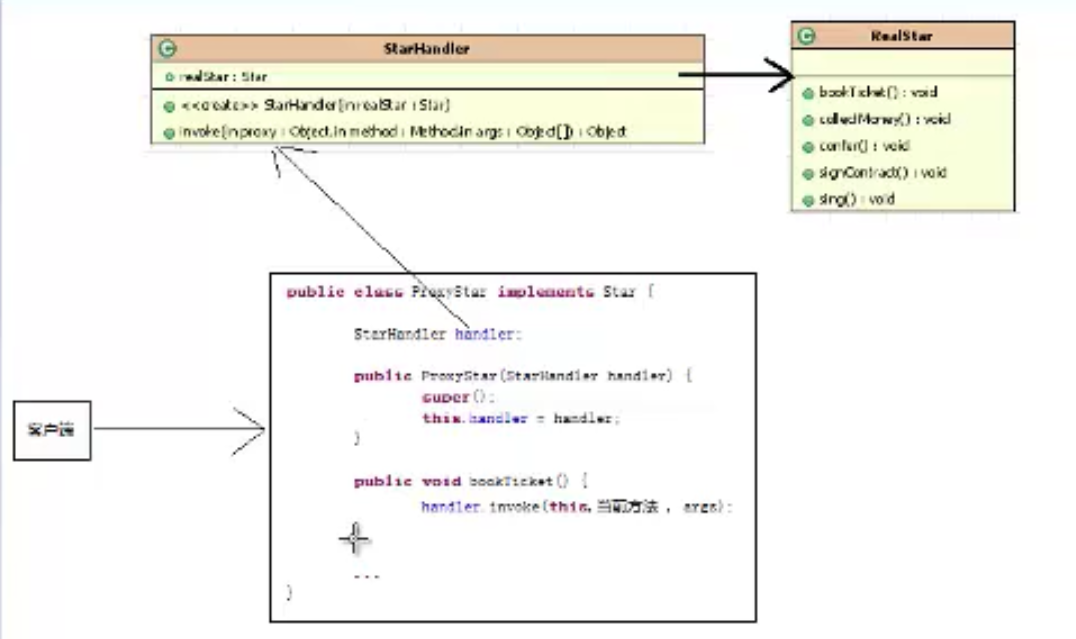 StarHandler
realStar : Star
<<create>> StarHandler(in realStar : Star)
invoke(in proxy : Object,in method : Method,in args : Object[]) : Object
RealStar
bookTicket() : void
collectMoney() : void
confer() : void
signContract() : void
sing() : void
public class ProxyStar implements Star {
StarHandler handler;
public ProxyStar(StarHandler handler) {
super();
this.handler = handler;
}
public void bookTicket() {
handler.invoke(this,当前方法 , args);
...
}
客户端